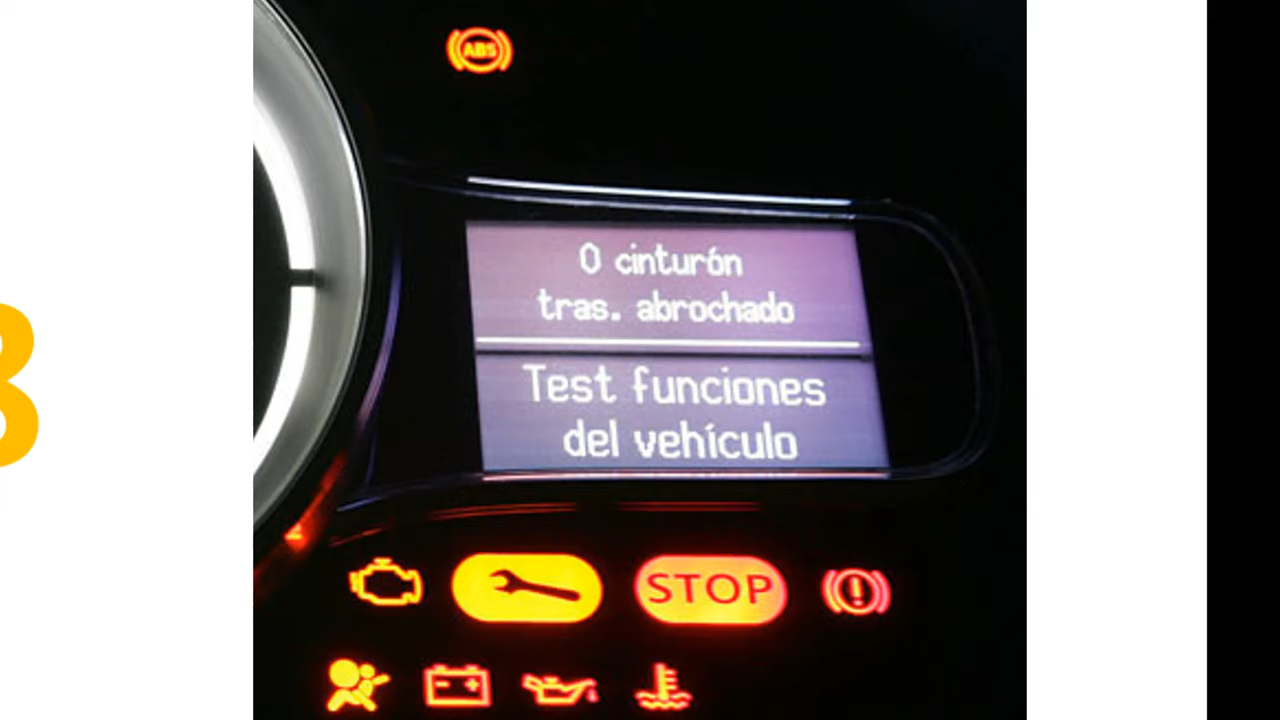 ABS
0 cinturón
tras. abrochado
Test funciones
del vehículo
STOP